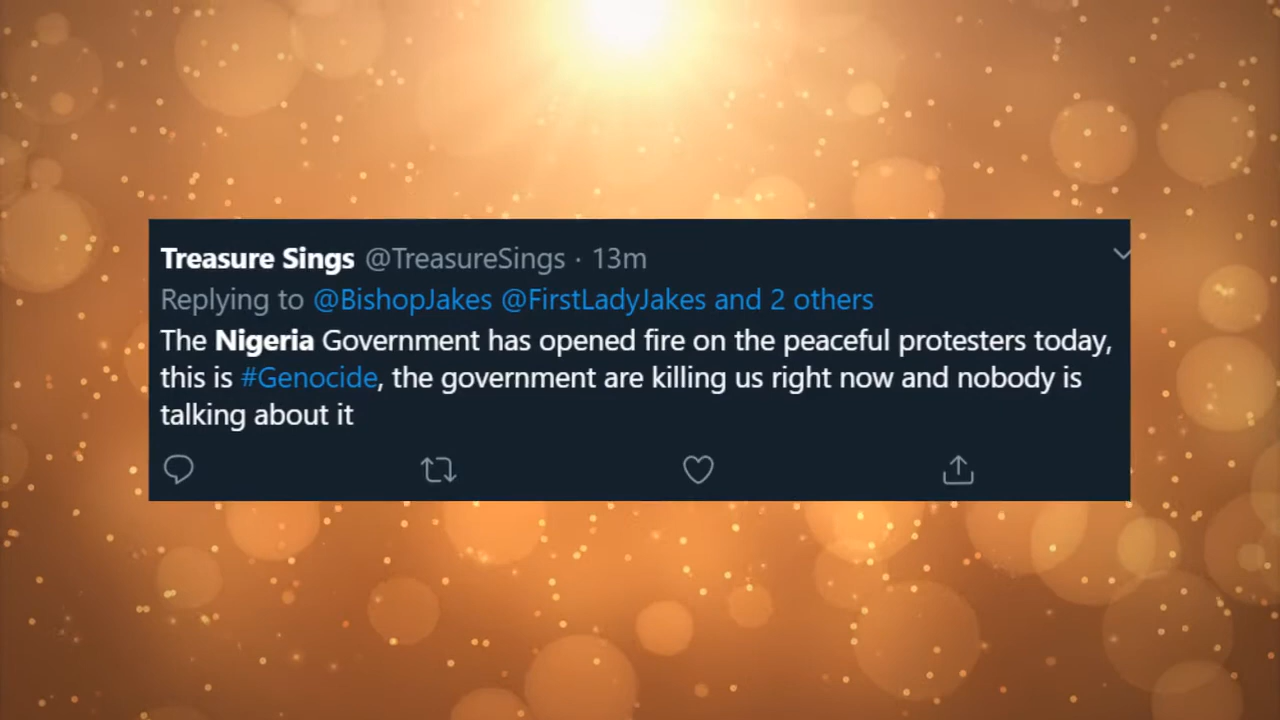 Treasure Sings @TreasureSings · 13m
Replying to @BishopJakes @FirstLadyJakes and 2 others
The Nigeria Government has opened fire on the peaceful protesters today,
this is #Genocide, the government are killing us right now and nobody is
talking about it